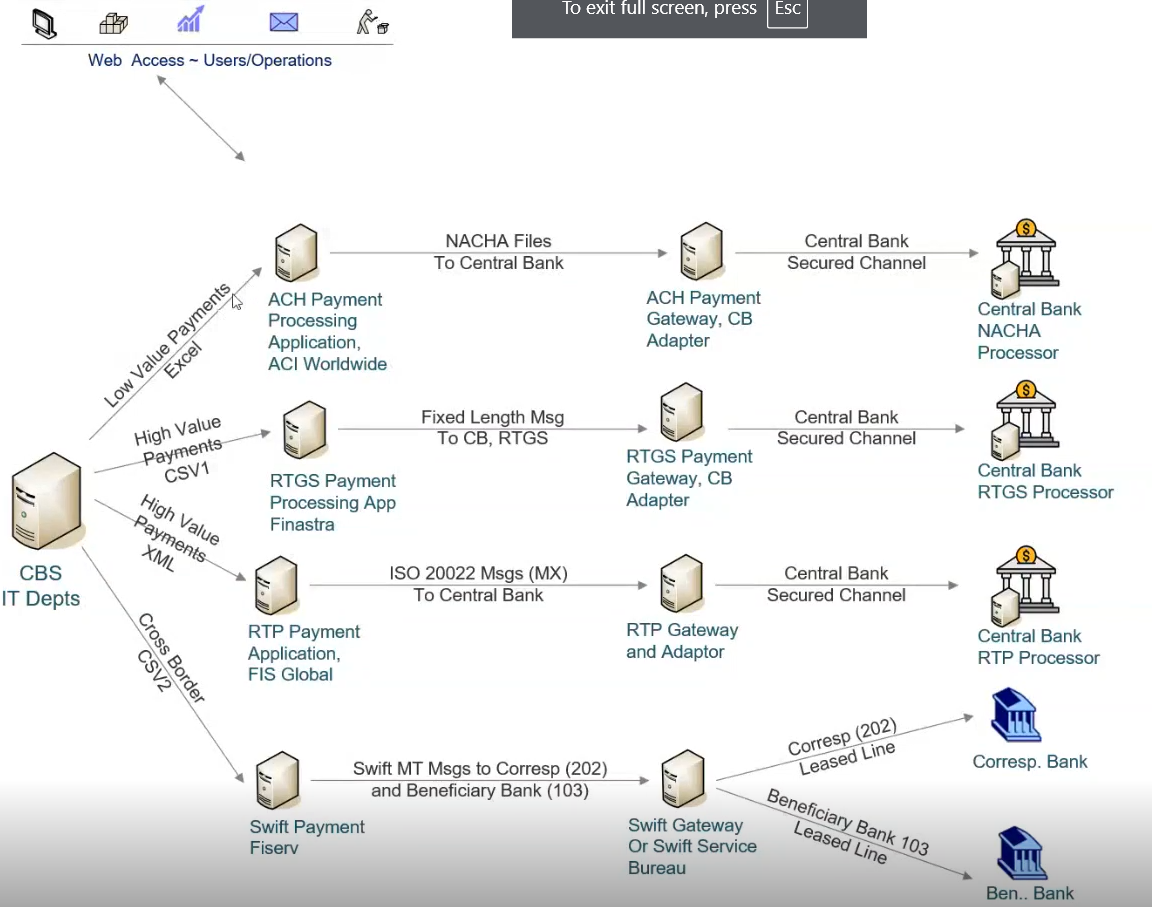 To exit full screen, press Esc
Web Access ~ Users/Operations
NACHA Files
To Central Bank
Central Bank
Secured Channel
Low Value Payments
Excel
ACH Payment
Processing
Application,
ACI Worldwide
ACH Payment
Gateway, CB
Adapter
Central Bank
NACHA
Processor
High Value
Payments
CSV1
Fixed Length Msg
To CB, RTGS
Central Bank
Secured Channel
RTGS Payment
Processing App
Finastra
RTGS Payment
Gateway, CB
Adapter
Central Bank
RTGS Processor
CBS
IT Depts
High Value
Payments
XML
ISO 20022 Msgs (MX)
To Central Bank
Central Bank
Secured Channel
RTP Payment
Application,
FIS Global
RTP Gateway
and Adaptor
Central Bank
RTP Processor
Cross Border
CSV2
Swift MT Msgs to Corresp (202)
and Beneficiary Bank (103)
Corresp (202)
Leased Line
Corresp. Bank
Swift Payment
Fiserv
Swift Gateway
Or Swift Service
Bureau
Beneficiary Bank 103
Leased Line
Ben.. Bank